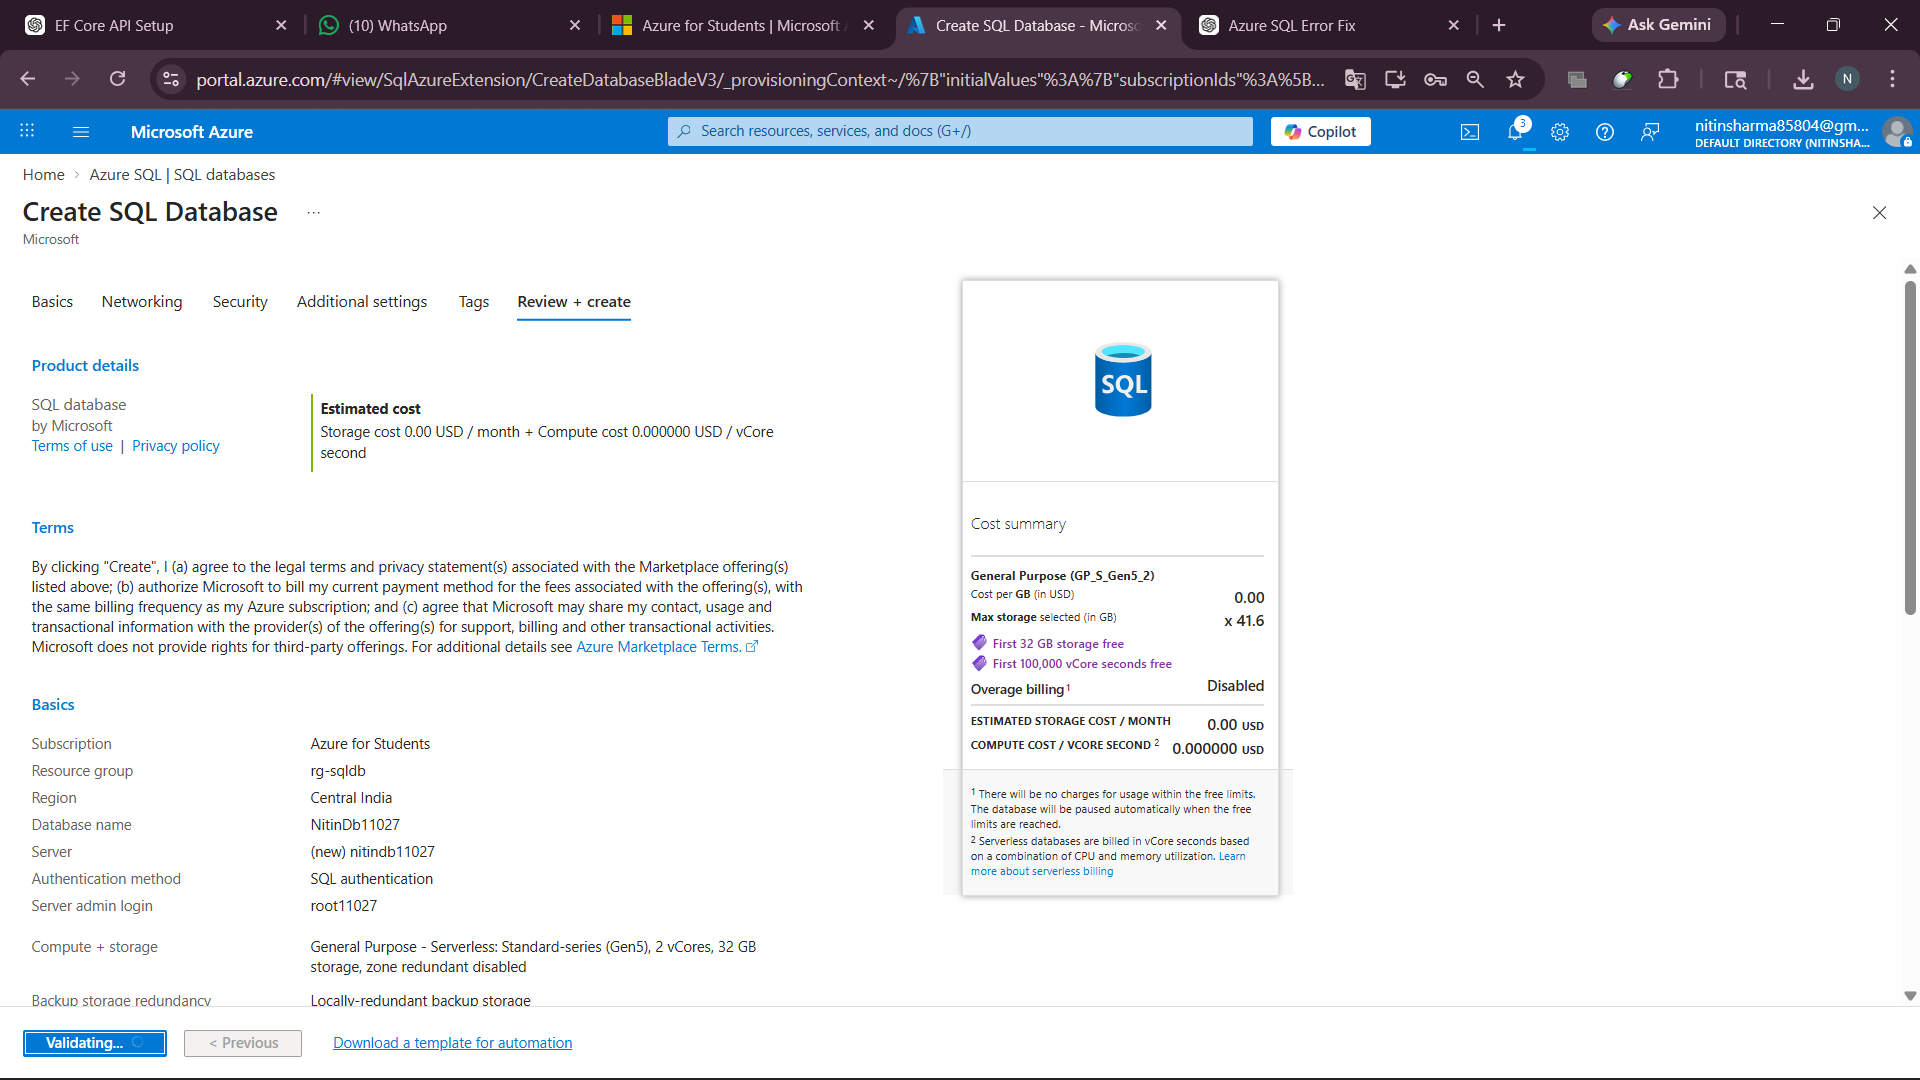 EF Core API Setup
(10) WhatsApp
Azure for Students | Microsoft
Create SQL Database - Micros
Azure SQL Error Fix
Ask Gemini
portal.azure.com/#view/SqlAzureExtension/CreateDatabaseBladeV3/_provisioningContext~/%7B"initialValues"%3A%7B"subscriptionIds"%3A%5B...
N
Microsoft Azure
Search resources, services, and docs (G+/)
Copilot
3
nitinsharma85804@gm...
DEFAULT DIRECTORY (NITINSHA...
Home > Azure SQL | SQL databases
Create SQL Database ...
Microsoft
Basics
Networking
Security
Additional settings
Tags
Review + create
Product details
SQL database
by Microsoft
Terms of use | Privacy policy
Estimated cost
Storage cost 0.00 USD / month + Compute cost 0.000000 USD / vCore
second
Terms
By clicking "Create", I (a) agree to the legal terms and privacy statement(s) associated with the Marketplace offering(s)
listed above; (b) authorize Microsoft to bill my current payment method for the fees associated with the offering(s), with
the same billing frequency as my Azure subscription; and (c) agree that Microsoft may share my contact, usage and
transactional information with the provider(s) of the offering(s) for support, billing and other transactional activities.
Microsoft does not provide rights for third-party offerings. For additional details see Azure Marketplace Terms.
Basics
Subscription Azure for Students
Resource group rg-sqldb
Region Central India
Database name NitinDb11027
Server (new) nitindb11027
Authentication method SQL authentication
Server admin login root11027
Compute + storage General Purpose - Serverless: Standard-series (Gen5), 2 vCores, 32 GB
storage, zone redundant disabled
Backup storage redundancy Locally-redundant backup storage
SQL
Cost summary
General Purpose (GP_S_Gen5_2)
Cost per GB (in USD) 0.00
Max storage selected (in GB) x 41.6
First 32 GB storage free
First 100,000 vCore seconds free
Overage billing 1 Disabled
ESTIMATED STORAGE COST / MONTH 0.00 USD
COMPUTE COST / VCORE SECOND 2 0.000000 USD
1 There will be no charges for usage within the free limits.
The database will be paused automatically when the free
limits are reached.
2 Serverless databases are billed in vCore seconds based
on a combination of CPU and memory utilization. Learn
more about serverless billing
Validating...
< Previous
Download a template for automation